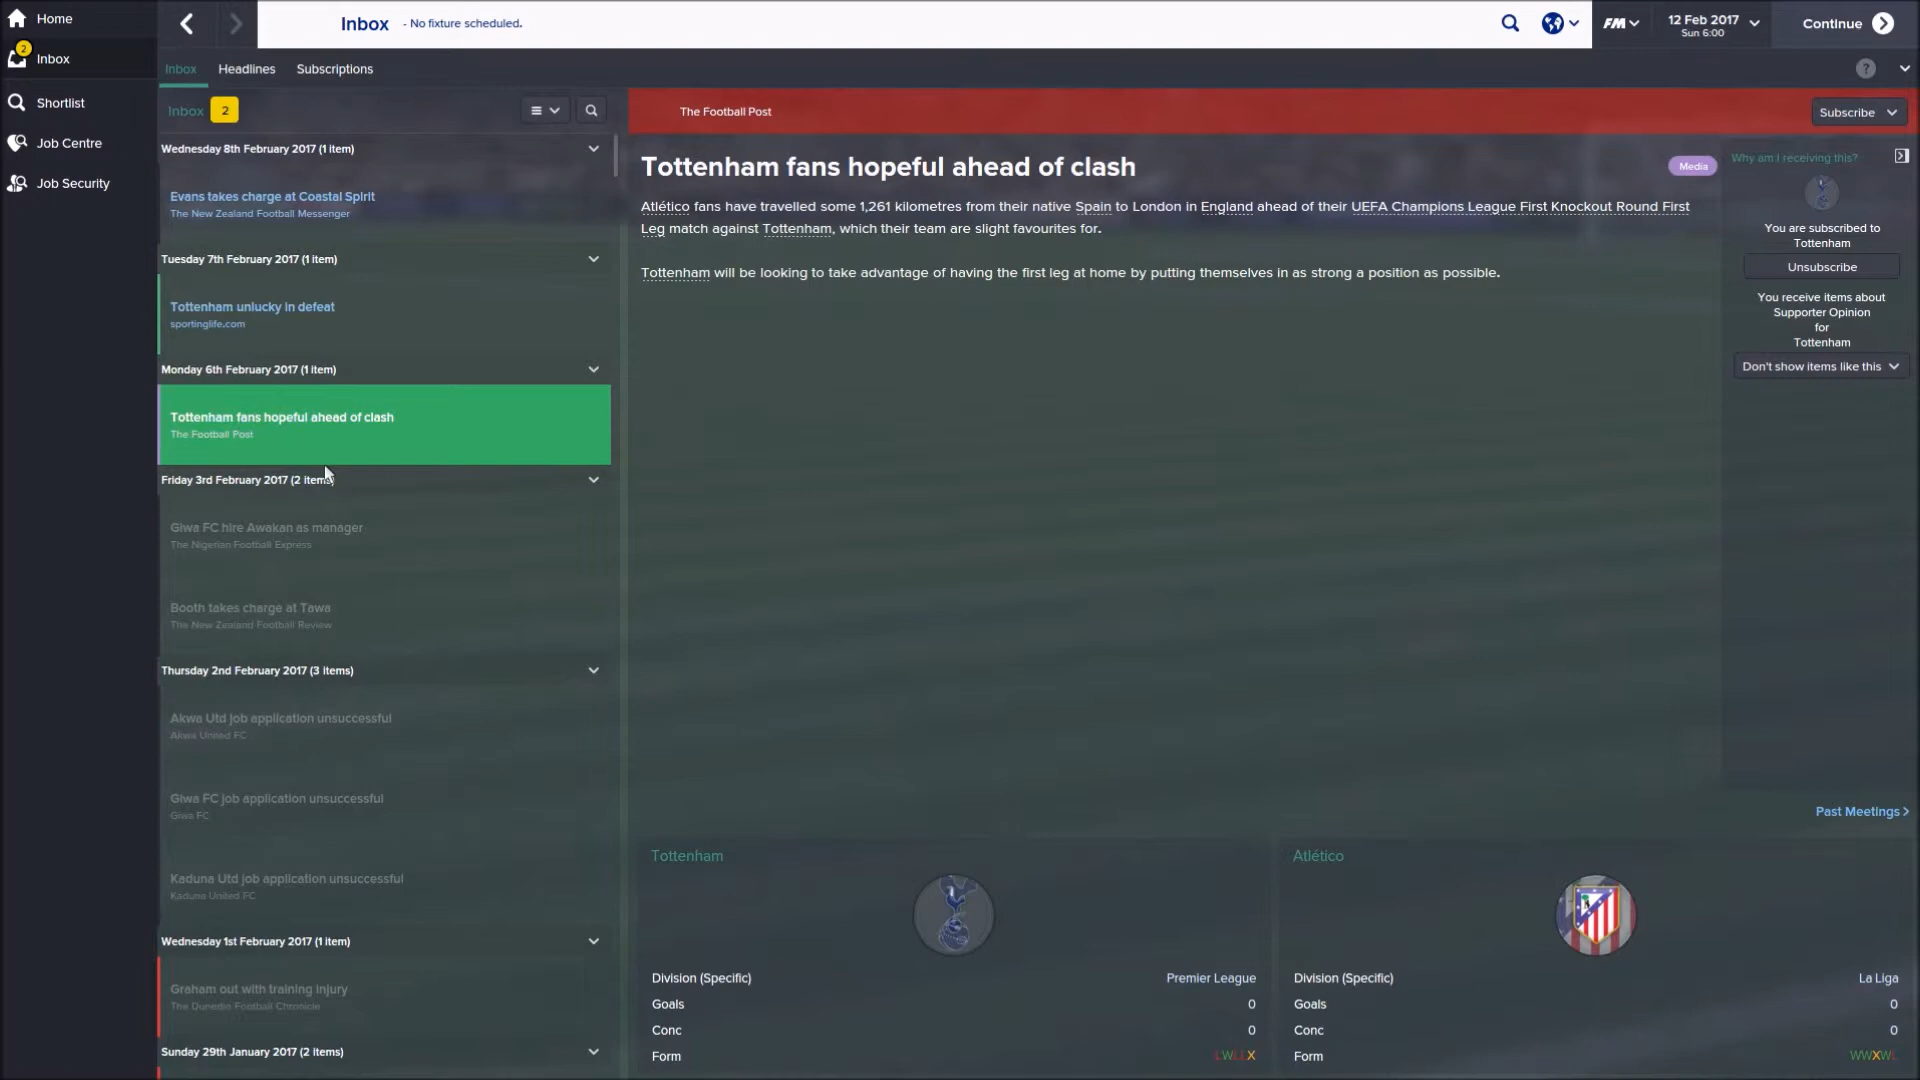 Home
2
Inbox
Shortlist
Job Centre
Job Security
Inbox - No fixture scheduled.
FM
12 Feb 2017
Sun 6:00
Continue
Inbox Headlines Subscriptions
?
Inbox 2
Wednesday 8th February 2017 (1 item)
Evans takes charge at Coastal Spirit
The New Zealand Football Messenger
Tuesday 7th February 2017 (1 item)
Tottenham unlucky in defeat
sportinglife.com
Monday 6th February 2017 (1 item)
Tottenham fans hopeful ahead of clash
The Football Post
Friday 3rd February 2017 (2 items)
Giwa FC hire Awakan as manager
The Nigerian Football Express
Booth takes charge at Tawa
The New Zealand Football Review
Thursday 2nd February 2017 (3 items)
Akwa Utd job application unsuccessful
Akwa United FC
Giwa FC job application unsuccessful
Giwa FC
Kaduna Utd job application unsuccessful
Kaduna United FC
Wednesday 1st February 2017 (1 item)
Graham out with training injury
The Dunedin Football Chronicle
Sunday 29th January 2017 (2 items)
The Football Post
Subscribe
Tottenham fans hopeful ahead of clash
Media
Atlético fans have travelled some 1,261 kilometres from their native Spain to London in England ahead of their UEFA Champions League First Knockout Round First
Leg match against Tottenham, which their team are slight favourites for.
Tottenham will be looking to take advantage of having the first leg at home by putting themselves in as strong a position as possible.
Why am I receiving this?
You are subscribed to
Tottenham
Unsubscribe
You receive items about
Supporter Opinion
for
Tottenham
Don't show items like this
Past Meetings >
Tottenham
Division (Specific) Premier League
Goals 0
Conc 0
Form LWLLX
Atlético
Division (Specific) La Liga
Goals 0
Conc 0
Form WWXWL